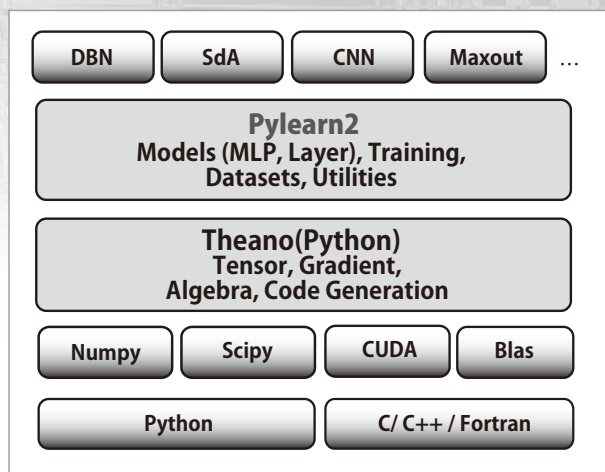 DBN SdA CNN Maxout ...
Pylearn2
Models (MLP, Layer), Training,
Datasets, Utilities
Theano(Python)
Tensor, Gradient,
Algebra, Code Generation
Numpy Scipy CUDA Blas
Python C/ C++ / Fortran